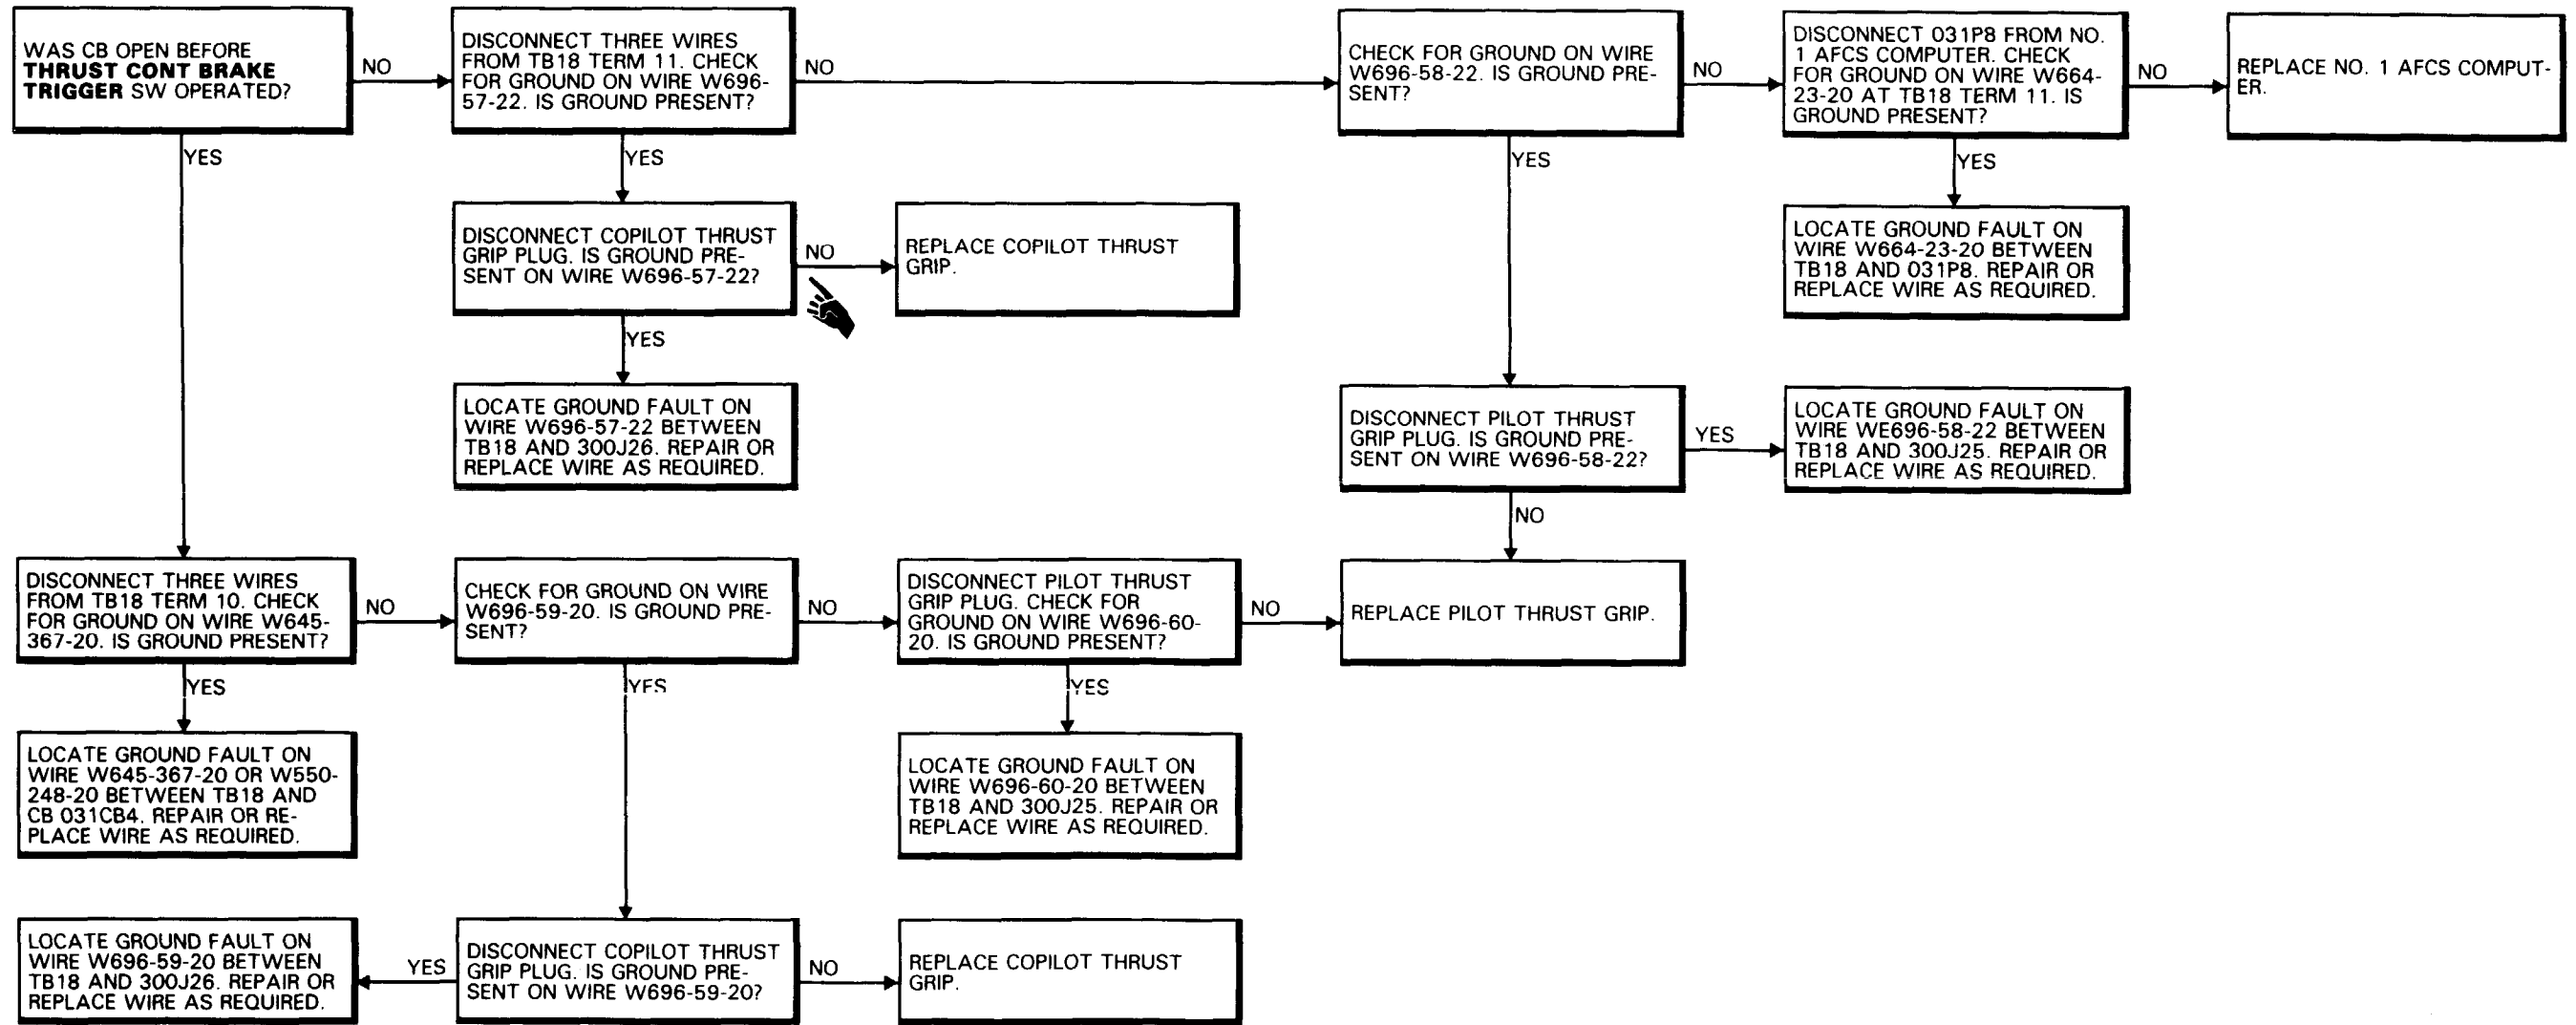 WAS CB OPEN BEFORE
THRUST CONT BRAKE
TRIGGER SW OPERATED?
NO
YES
DISCONNECT THREE WIRES
FROM TB18 TERM 11. CHECK
FOR GROUND ON WIRE W696-
57-22. IS GROUND PRESENT?
NO
YES
CHECK FOR GROUND ON WIRE
W696-58-22. IS GROUND PRE-
SENT?
NO
YES
DISCONNECT 031P8 FROM NO.
1 AFCS COMPUTER. CHECK
FOR GROUND ON WIRE W664-
23-20 AT TB18 TERM 11. IS
GROUND PRESENT?
NO
YES
REPLACE NO. 1 AFCS COMPUT-
ER.
DISCONNECT COPILOT THRUST
GRIP PLUG. IS GROUND PRE-
SENT ON WIRE W696-57-22?
NO
YES
REPLACE COPILOT THRUST
GRIP.
LOCATE GROUND FAULT ON
WIRE W664-23-20 BETWEEN
TB18 AND 031P8. REPAIR OR
REPLACE WIRE AS REQUIRED.
LOCATE GROUND FAULT ON
WIRE W696-57-22 BETWEEN
TB18 AND 300J26. REPAIR OR
REPLACE WIRE AS REQUIRED.
DISCONNECT PILOT THRUST
GRIP PLUG. IS GROUND PRE-
SENT ON WIRE W696-58-22?
YES
NO
LOCATE GROUND FAULT ON
WIRE WE696-58-22 BETWEEN
TB18 AND 300J25. REPAIR OR
REPLACE WIRE AS REQUIRED.
DISCONNECT THREE WIRES
FROM TB18 TERM 10. CHECK
FOR GROUND ON WIRE W645-
367-20. IS GROUND PRESENT?
NO
YES
CHECK FOR GROUND ON WIRE
W696-59-20. IS GROUND PRE-
SENT?
NO
YES
DISCONNECT PILOT THRUST
GRIP PLUG. CHECK FOR
GROUND ON WIRE W696-60-
20. IS GROUND PRESENT?
NO
YES
REPLACE PILOT THRUST GRIP.
LOCATE GROUND FAULT ON
WIRE W645-367-20 OR W550-
248-20 BETWEEN TB18 AND
CB 031CB4. REPAIR OR RE-
PLACE WIRE AS REQUIRED.
LOCATE GROUND FAULT ON
WIRE W696-60-20 BETWEEN
TB18 AND 300J25. REPAIR OR
REPLACE WIRE AS REQUIRED.
LOCATE GROUND FAULT ON
WIRE W696-59-20 BETWEEN
TB18 AND 300J26. REPAIR OR
REPLACE WIRE AS REQUIRED.
YES
DISCONNECT COPILOT THRUST
GRIP PLUG. IS GROUND PRE-
SENT ON WIRE W696-59-20?
NO
REPLACE COPILOT THRUST
GRIP.